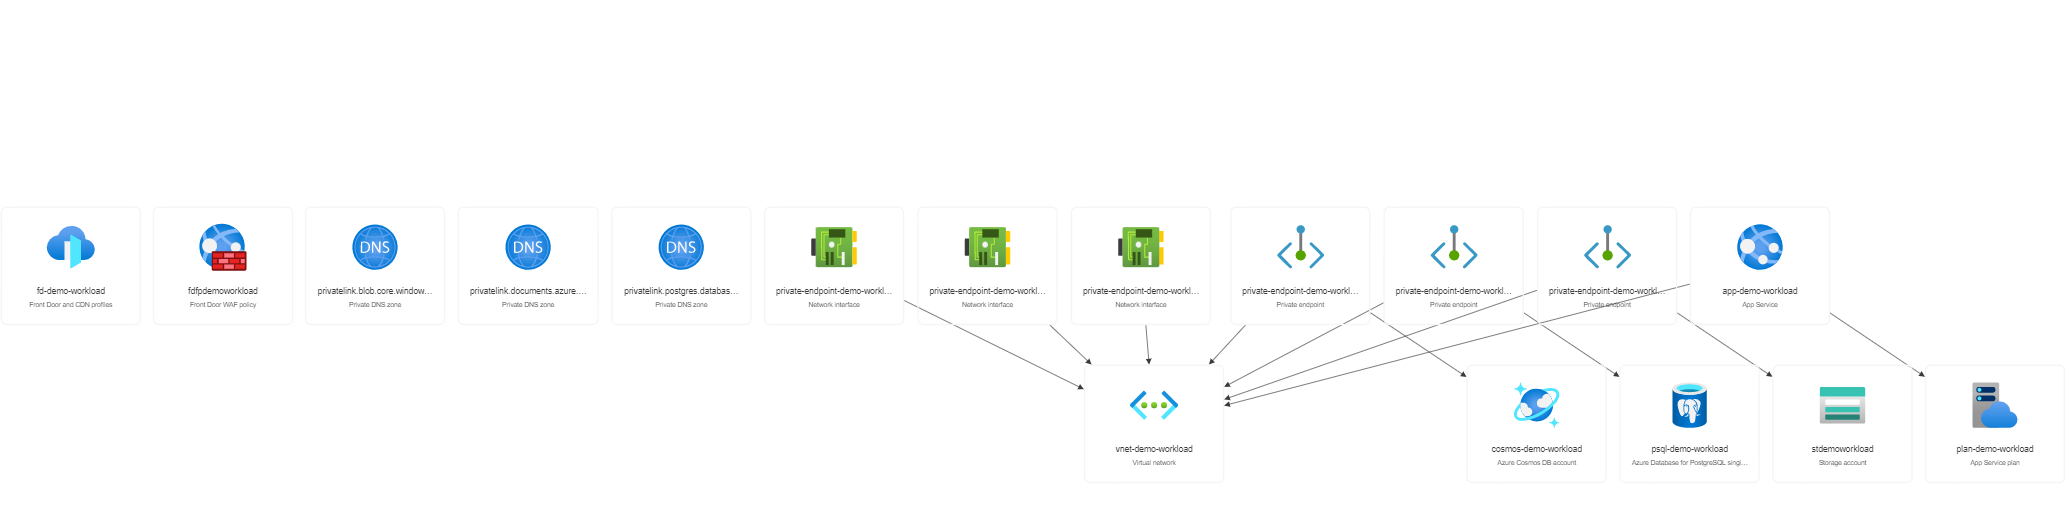 fd-demo-workload
Front Door and CDN profiles
fdfpdemoworkload
Front Door WAF policy
DNS
privatelink.blob.core.window...
Private DNS zone
DNS
privatelink.documents.azure....
Private DNS zone
DNS
privatelink.postgres.databas...
Private DNS zone
private-endpoint-demo-workl...
Network interface
private-endpoint-demo-workl...
Network interface
private-endpoint-demo-workl...
Network interface
private-endpoint-demo-workl...
Private endpoint
private-endpoint-demo-workl...
Private endpoint
private-endpoint-demo-workl...
Private endpoint
app-demo-workload
App Service
vnet-demo-workload
Virtual network
cosmos-demo-workload
Azure Cosmos DB account
psql-demo-workload
Azure Database for PostgreSQL singl...
stdemoworkload
Storage account
plan-demo-workload
App Service plan